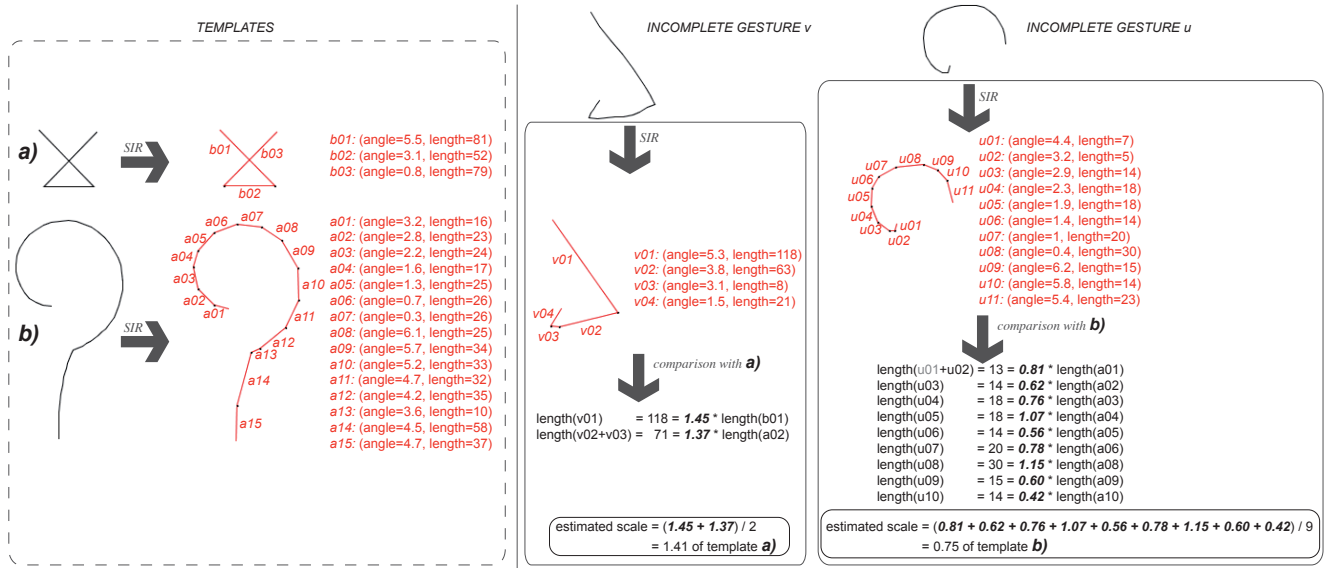 TEMPLATES
a)
SIR
b01
b03
b02
b01: (angle=5.5, length=81)
b02: (angle=3.1, length=52)
b03: (angle=0.8, length=79)
b)
SIR
a07
a06
a08
a05
a09
a04
a03
a10
a02
a01
a11
a12
a13
a14
a15
a01: (angle=3.2, length=16)
a02: (angle=2.8, length=23)
a03: (angle=2.2, length=24)
a04: (angle=1.6, length=17)
a05: (angle=1.3, length=25)
a06: (angle=0.7, length=26)
a07: (angle=0.3, length=26)
a08: (angle=6.1, length=25)
a09: (angle=5.7, length=34)
a10: (angle=5.2, length=33)
a11: (angle=4.7, length=32)
a12: (angle=4.2, length=35)
a13: (angle=3.6, length=10)
a14: (angle=4.5, length=58)
a15: (angle=4.7, length=37)
INCOMPLETE GESTURE v
SIR
v01
v04
v03
v02
v01: (angle=5.3, length=118)
v02: (angle=3.8, length=63)
v03: (angle=3.1, length=8)
v04: (angle=1.5, length=21)
comparison with a)
length(v01) = 118 = 1.45 * length(b01)
length(v02+v03) = 71 = 1.37 * length(a02)
estimated scale = (1.45 + 1.37) / 2
= 1.41 of template a)
INCOMPLETE GESTURE u
SIR
u08
u07
u09
u06
u10
u05
u11
u04
u01
u03
u02
u01: (angle=4.4, length=7)
u02: (angle=3.2, length=5)
u03: (angle=2.9, length=14)
u04: (angle=2.3, length=18)
u05: (angle=1.9, length=18)
u06: (angle=1.4, length=14)
u07: (angle=1, length=20)
u08: (angle=0.4, length=30)
u09: (angle=6.2, length=15)
u10: (angle=5.8, length=14)
u11: (angle=5.4, length=23)
comparison with b)
length(u01+u02) = 13 = 0.81 * length(a01)
length(u03) = 14 = 0.62 * length(a02)
length(u04) = 18 = 0.76 * length(a03)
length(u05) = 18 = 1.07 * length(a04)
length(u06) = 14 = 0.56 * length(a05)
length(u07) = 20 = 0.78 * length(a06)
length(u08) = 30 = 1.15 * length(a08)
length(u09) = 15 = 0.60 * length(a09)
length(u10) = 14 = 0.42 * length(a10)
estimated scale = (0.81 + 0.62 + 0.76 + 1.07 + 0.56 + 0.78 + 1.15 + 0.60 + 0.42) / 9
= 0.75 of template b)